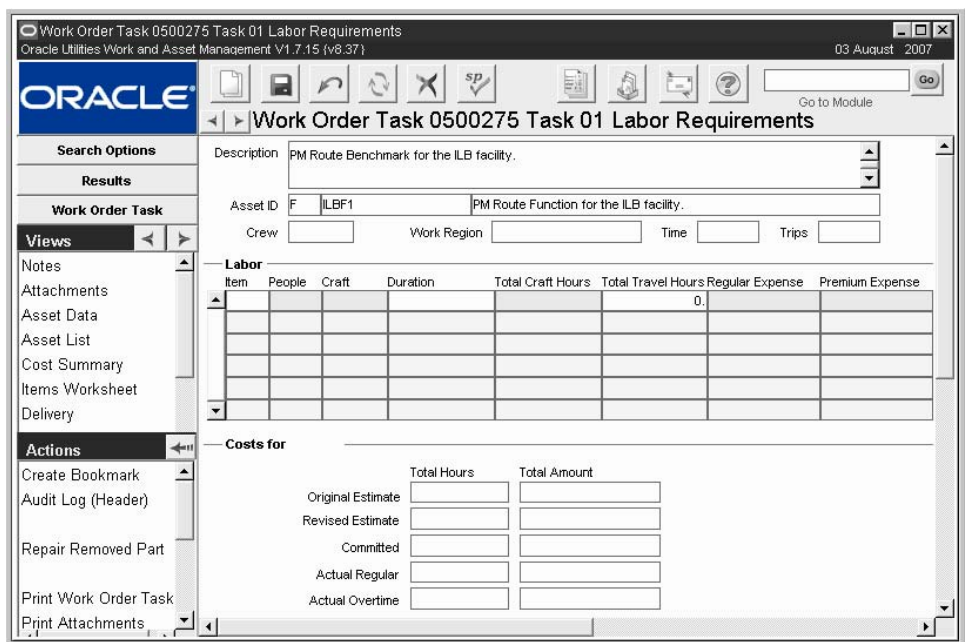 Work Order Task 0500275 Task 01 Labor Requirements
Oracle Utilities Work and Asset Management V1.7.15 {v8.37}
03 August 2007
ORACLE
sp
Go
Go to Module
Work Order Task 0500275 Task 01 Labor Requirements
Search Options
Results
Work Order Task
Views
Notes
Attachments
Asset Data
Asset List
Cost Summary
Items Worksheet
Delivery
Actions
Create Bookmark
Audit Log (Header)
Repair Removed Part
Print Work Order Task
Print Attachments
Description PM Route Benchmark for the ILB facility.
Asset ID F ILBF1 PM Route Function for the ILB facility.
Crew Work Region Time Trips
Labor
Item People Craft Duration Total Craft Hours Total Travel Hours Regular Expense Premium Expense
0.
Costs for
Total Hours Total Amount
Original Estimate
Revised Estimate
Committed
Actual Regular
Actual Overtime